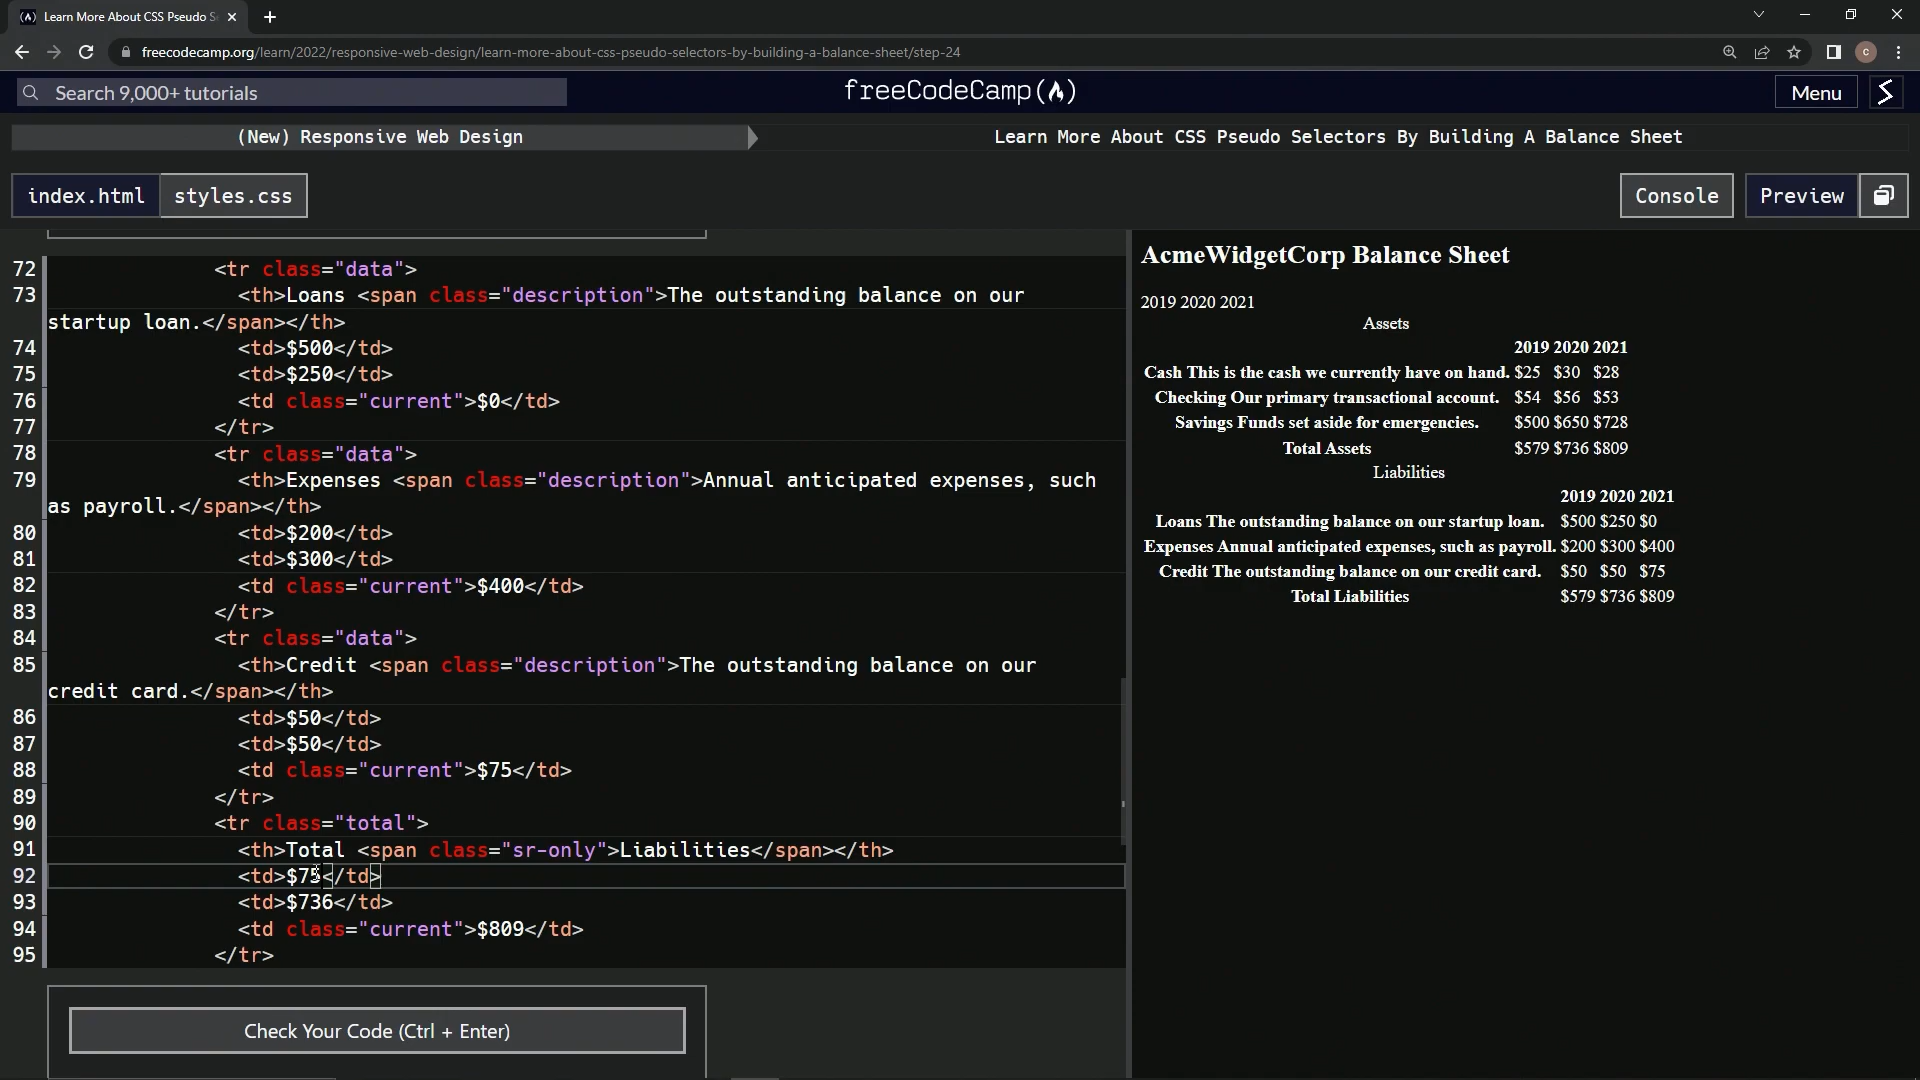 Learn More About CSS Pseudo S
freecodecamp.org/learn/2022/responsive-web-design/learn-more-about-css-pseudo-selectors-by-building-a-balance-sheet/step-24
C
Search 9,000+ tutorials
freeCodeCamp
Menu
(New) Responsive Web Design
Learn More About CSS Pseudo Selectors By Building A Balance Sheet
index.html
styles.css
Console
Preview
72 <tr class="data">
73 <th>Loans <span class="description">The outstanding balance on our
startup loan.</span></th>
74 <td>$500</td>
75 <td>$250</td>
76 <td class="current">$0</td>
77 </tr>
78 <tr class="data">
79 <th>Expenses <span class="description">Annual anticipated expenses, such
as payroll.</span></th>
80 <td>$200</td>
81 <td>$300</td>
82 <td class="current">$400</td>
83 </tr>
84 <tr class="data">
85 <th>Credit <span class="description">The outstanding balance on our
credit card.</span></th>
86 <td>$50</td>
87 <td>$50</td>
88 <td class="current">$75</td>
89 </tr>
90 <tr class="total">
91 <th>Total <span class="sr-only">Liabilities</span></th>
92 <td>$75</td>
93 <td>$736</td>
94 <td class="current">$809</td>
95 </tr>
Check Your Code (Ctrl + Enter)
AcmeWidgetCorp Balance Sheet
2019 2020 2021
Assets
2019 2020 2021
Cash This is the cash we currently have on hand. $25 $30 $28
Checking Our primary transactional account. $54 $56 $53
Savings Funds set aside for emergencies. $500 $650 $728
Total Assets $579 $736 $809
Liabilities
2019 2020 2021
Loans The outstanding balance on our startup loan. $500 $250 $0
Expenses Annual anticipated expenses, such as payroll. $200 $300 $400
Credit The outstanding balance on our credit card. $50 $50 $75
Total Liabilities $579 $736 $809